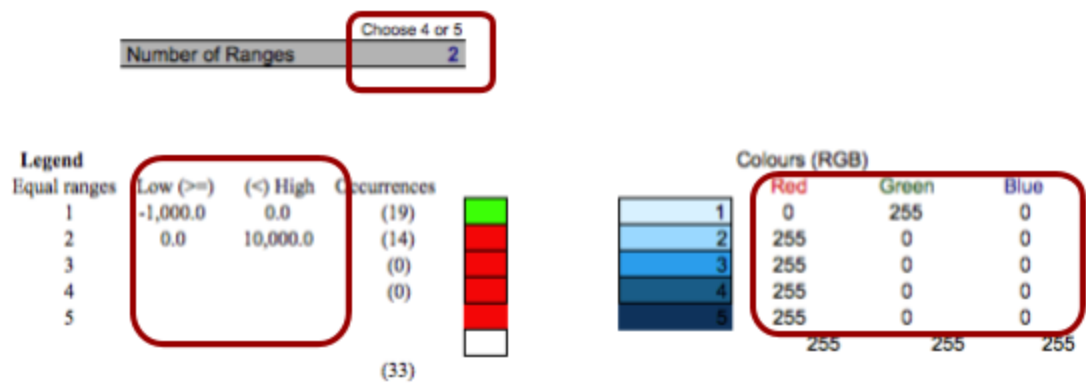 Choose 4 or 5
Number of Ranges 2
Legend
Colours (RGB)
Equal ranges Low (>=) (<) High Occurrences
Red Green Blue
1 -1,000.0 0.0 (19) 1 0 255 0
2 0.0 10,000.0 (14) 2 255 0 0
3 (0) 3 255 0 0
4 (0) 4 255 0 0
5 5 255 0 0
255 255 255
(33)